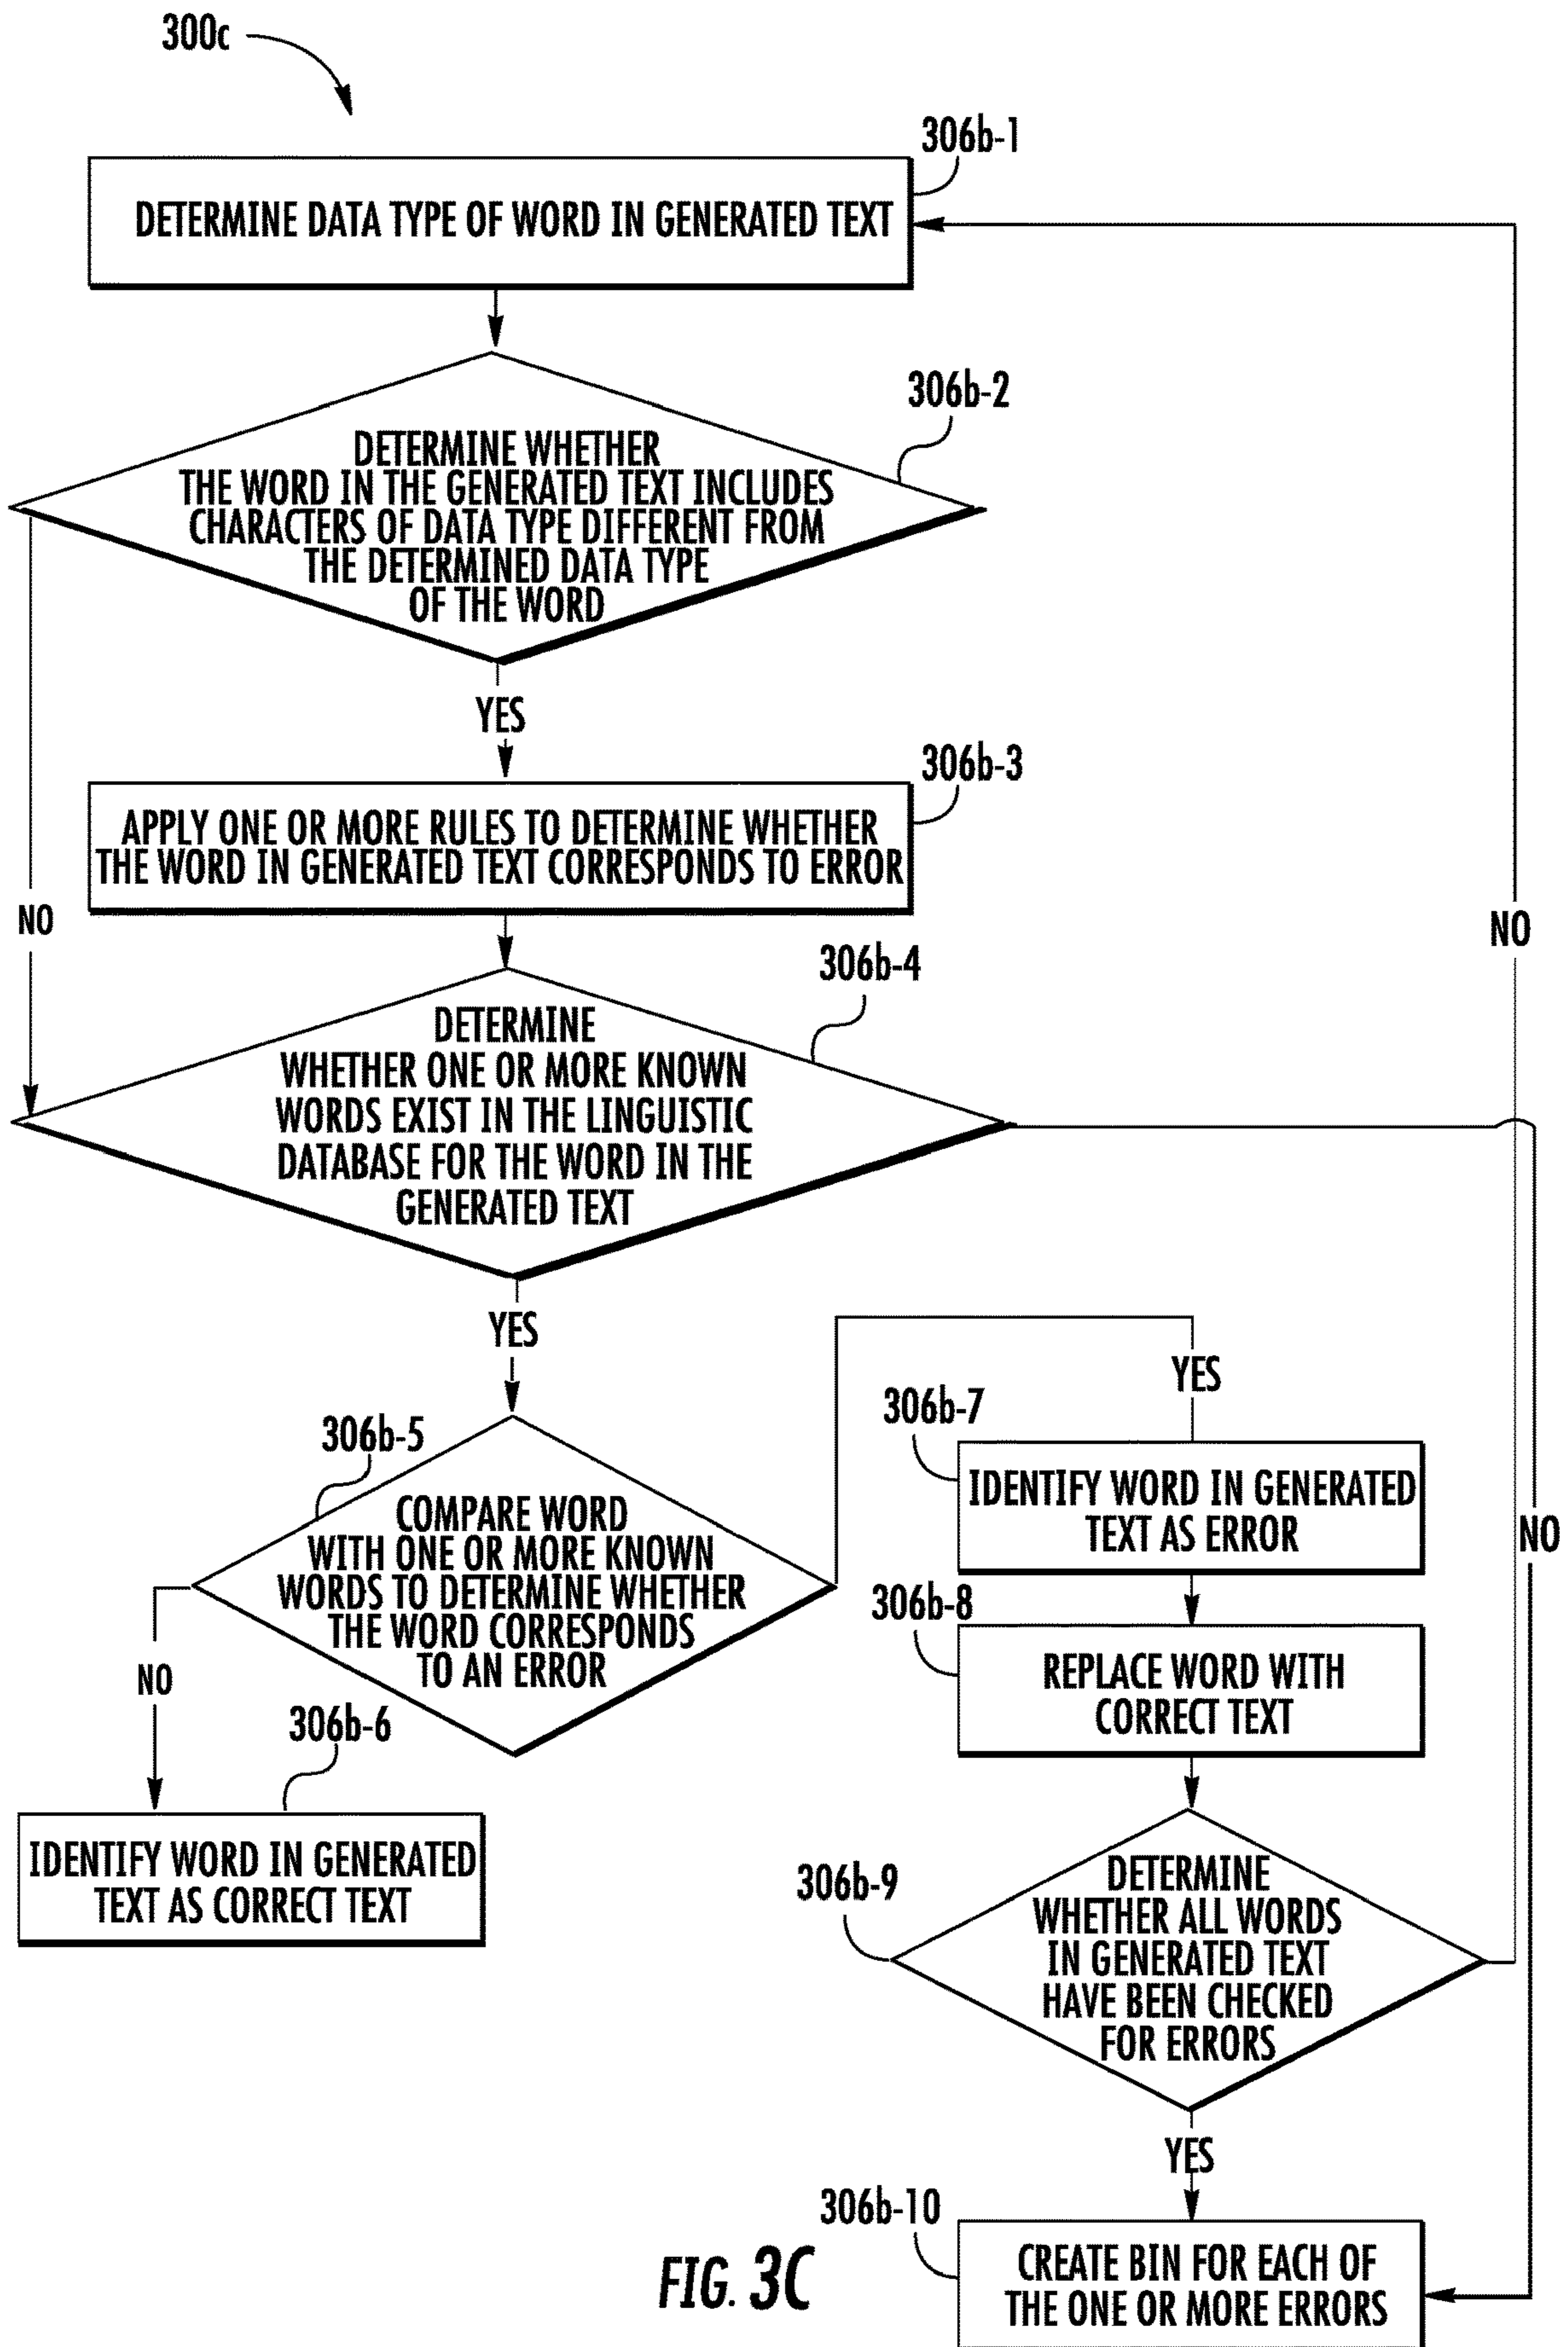 300c
306b-1
DETERMINE DATA TYPE OF WORD IN GENERATED TEXT
306b-2
DETERMINE WHETHER
THE WORD IN THE GENERATED TEXT INCLUDES
CHARACTERS OF DATA TYPE DIFFERENT FROM
THE DETERMINED DATA TYPE
OF THE WORD
YES
306b-3
APPLY ONE OR MORE RULES TO DETERMINE WHETHER
THE WORD IN GENERATED TEXT CORRESPONDS TO ERROR
NO
NO
306b-4
DETERMINE
WHETHER ONE OR MORE KNOWN
WORDS EXIST IN THE LINGUISTIC
DATABASE FOR THE WORD IN THE
GENERATED TEXT
YES
YES
306b-5
COMPARE WORD
WITH ONE OR MORE KNOWN
WORDS TO DETERMINE WHETHER
THE WORD CORRESPONDS
TO AN ERROR
306b-7
IDENTIFY WORD IN GENERATED
TEXT AS ERROR
NO
306b-8
REPLACE WORD WITH
CORRECT TEXT
NO
306b-6
IDENTIFY WORD IN GENERATED
TEXT AS CORRECT TEXT
306b-9
DETERMINE
WHETHER ALL WORDS
IN GENERATED TEXT
HAVE BEEN CHECKED
FOR ERRORS
YES
306b-10
CREATE BIN FOR EACH OF
THE ONE OR MORE ERRORS
FIG. 3C